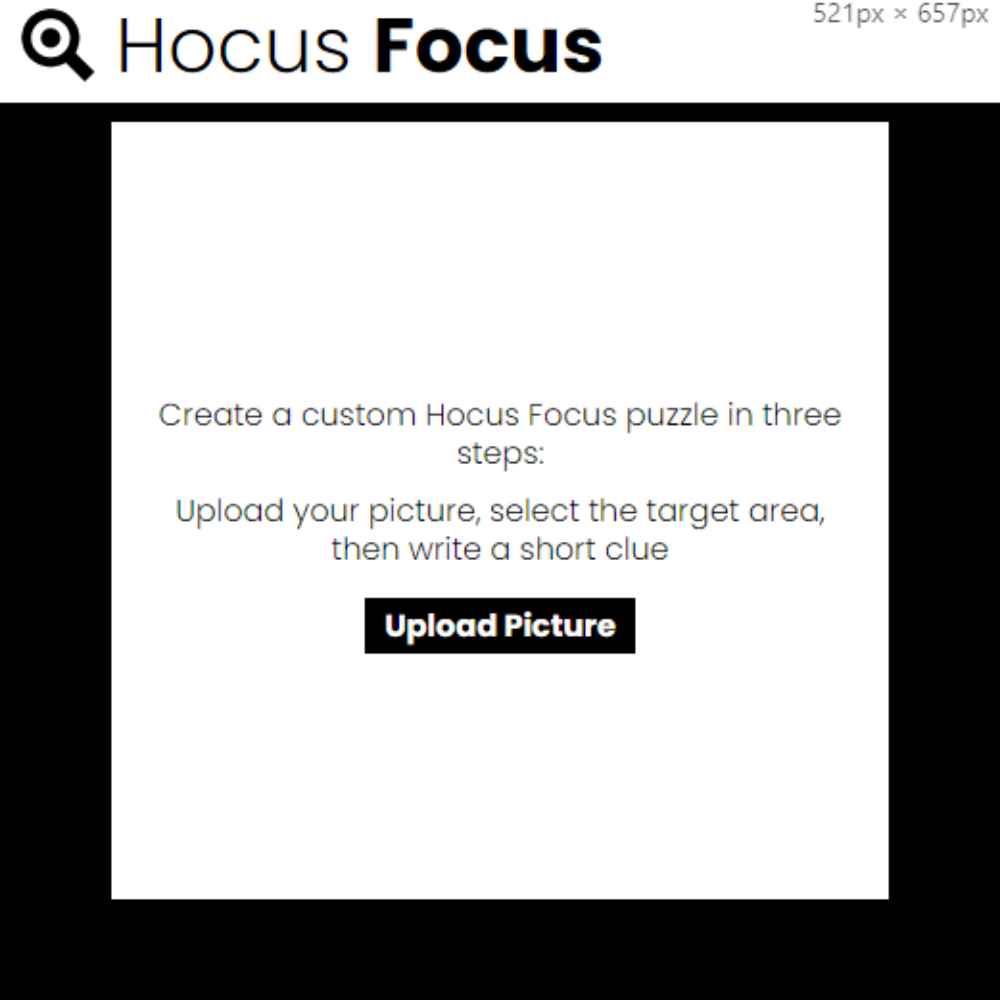 Hocus Focus
521px × 657px
Create a custom Hocus Focus puzzle in three
steps:
Upload your picture, select the target area,
then write a short clue
Upload Picture